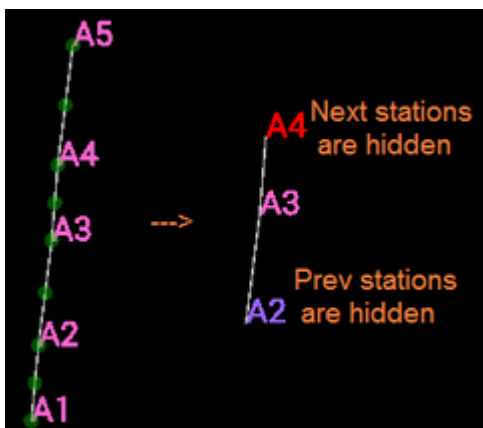 A5
A4
A3
A2
A1
--->
A4
Next stations
are hidden
A3
A2
Prev stations
are hidden